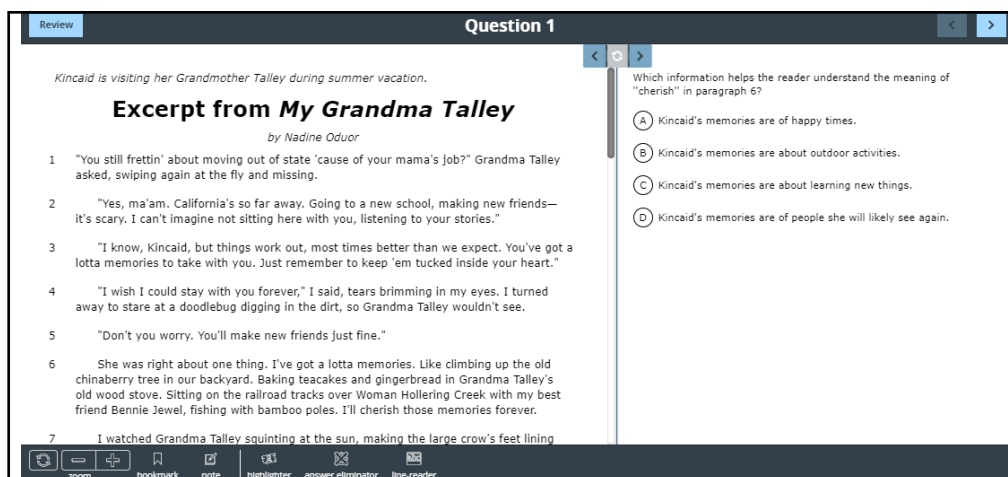 Review
Question 1
Kincaid is visiting her Grandmother Talley during summer vacation.
Excerpt from My Grandma Talley
by Nadine Oduor
1 "You still frettin' about moving out of state 'cause of your mama's job?" Grandma Talley
asked, swiping again at the fly and missing.
2 "Yes, ma'am. California's so far away. Going to a new school, making new friends—
it's scary. I can't imagine not sitting here with you, listening to your stories."
3 "I know, Kincaid, but things work out, most times better than we expect. You've got a
lotta memories to take with you. Just remember to keep 'em tucked inside your heart."
4 "I wish I could stay with you forever," I said, tears brimming in my eyes. I turned
away to stare at a doodlebug digging in the dirt, so Grandma Talley wouldn't see.
5 "Don't you worry. You'll make new friends just fine."
6 She was right about one thing. I've got a lotta memories. Like climbing up the old
chinaberry tree in our backyard. Baking teacakes and gingerbread in Grandma Talley's
old wood stove. Sitting on the railroad tracks over Woman Hollering Creek with my best
friend Bennie Jewel, fishing with bamboo poles. I'll cherish those memories forever.
7 I watched Grandma Talley squinting at the sun, making the large crow's feet lining
Which information helps the reader understand the meaning of
"cherish" in paragraph 6?
A Kincaid's memories are of happy times.
B Kincaid's memories are about outdoor activities.
C Kincaid's memories are about learning new things.
D Kincaid's memories are of people she will likely see again.
zoom bookmark note highlighter answer eliminator line-reader